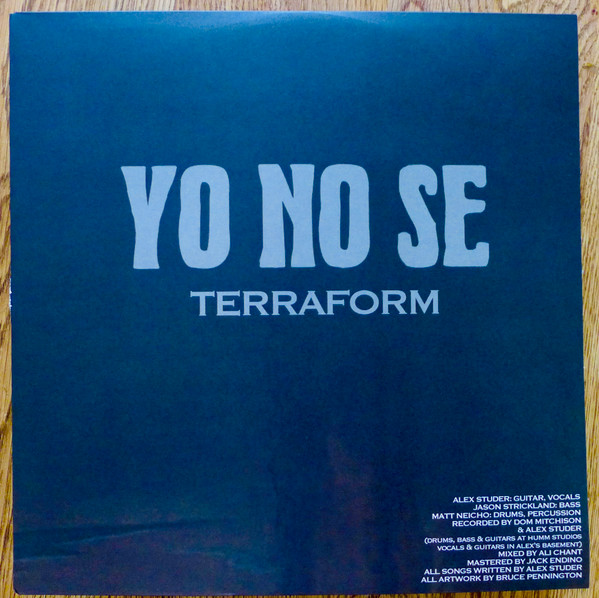 YO NO SE
TERRAFORM
ALEX STUDER: GUITAR, VOCALS
JASON STRICKLAND: BASS
MATT NEICHO: DRUMS, PERCUSSION
RECORDED BY DOM MITCHISON
& ALEX STUDER
(DRUMS, BASS & GUITARS AT HUMM STUDIOS
VOCALS & GUITARS IN ALEX'S BASEMENT)
MIXED BY ALI CHANT
MASTERED BY JACK ENDINO
ALL SONGS WRITTEN BY ALEX STUDER
ALL ARTWORK BY BRUCE PENNINGTON